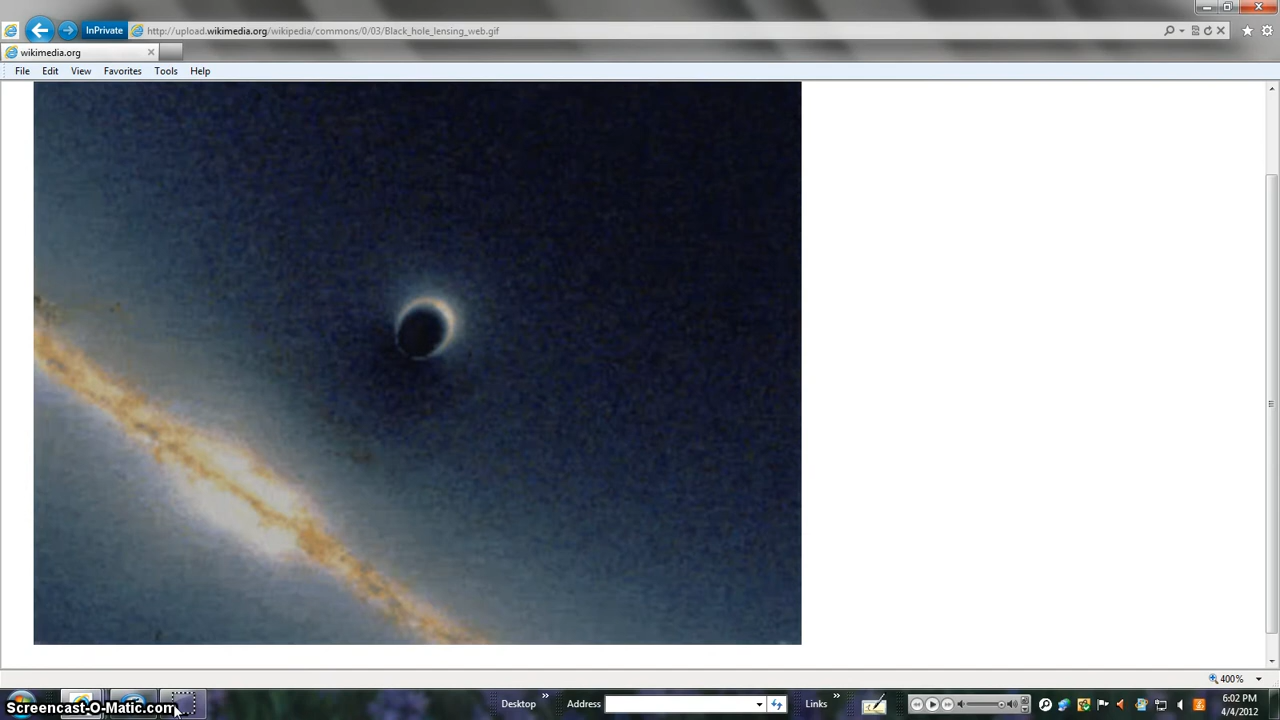 InPrivate
http://upload.wikimedia.org/wikipedia/commons/0/03/Black_hole_lensing_web.gif
wikimedia.org
File Edit View Favorites Tools Help
400%
Screencast-O-Matic.com
Desktop
Address
Links
6:02 PM
4/4/2012